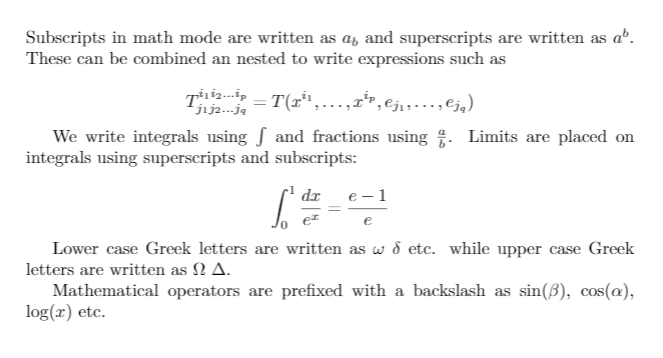 Subscripts in math mode are written as $a_b$ and superscripts are written as $a^b$.
These can be combined an nested to write expressions such as
$T^{i_1 i_2 \dots i_p}_{j_1 j_2 \dots j_q} = T(x^{i_1}, \dots, x^{i_p}, e_{j_1}, \dots, e_{j_q})$
We write integrals using $\int$ and fractions using $\frac{a}{b}$. Limits are placed on
integrals using superscripts and subscripts:
$\int_0^1 \frac{dx}{e^x} = \frac{e-1}{e}$
Lower case Greek letters are written as $\omega$ $\delta$ etc. while upper case Greek
letters are written as $\Omega$ $\Delta$.
Mathematical operators are prefixed with a backslash as $\sin(\beta)$, $\cos(\alpha)$,
$\log(x)$ etc.